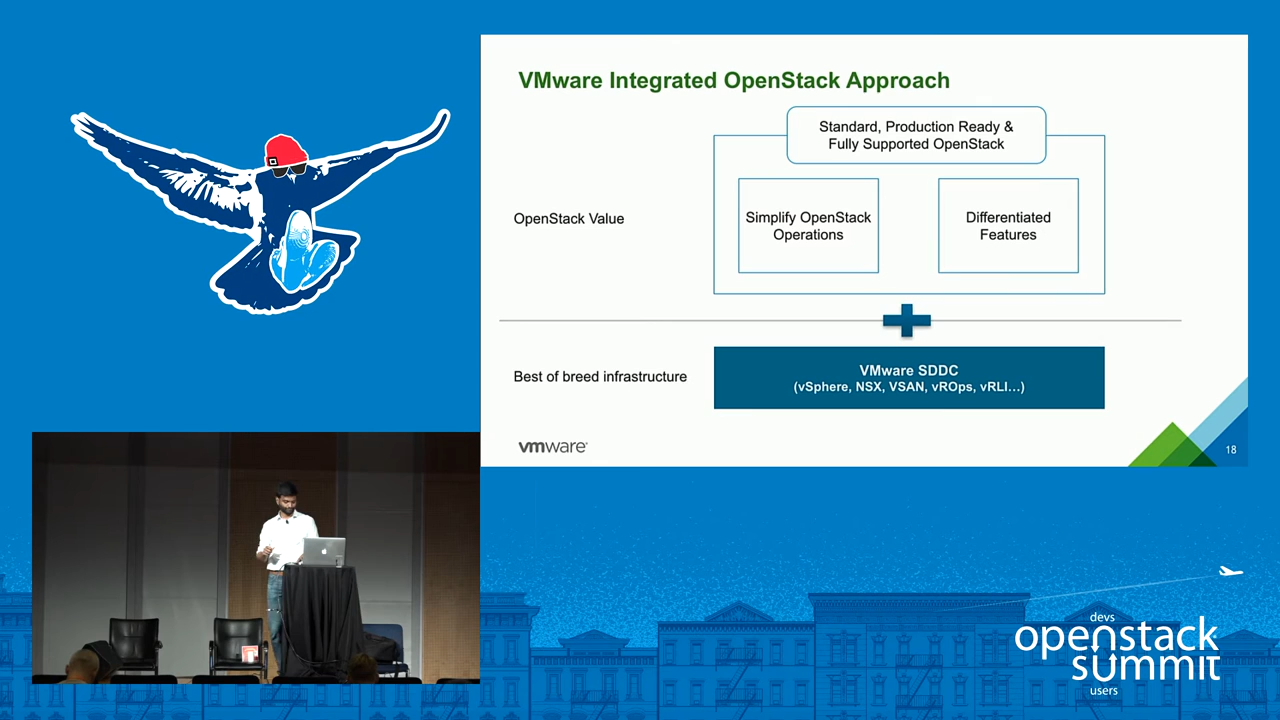 VMware Integrated OpenStack Approach
Standard, Production Ready &
Fully Supported OpenStack
OpenStack Value
Simplify OpenStack
Operations
Differentiated
Features
Best of breed infrastructure
VMware SDDC
(vSphere, NSX, VSAN, vROps, vRLI...)
vmware
18
devs
openstack
summit
users